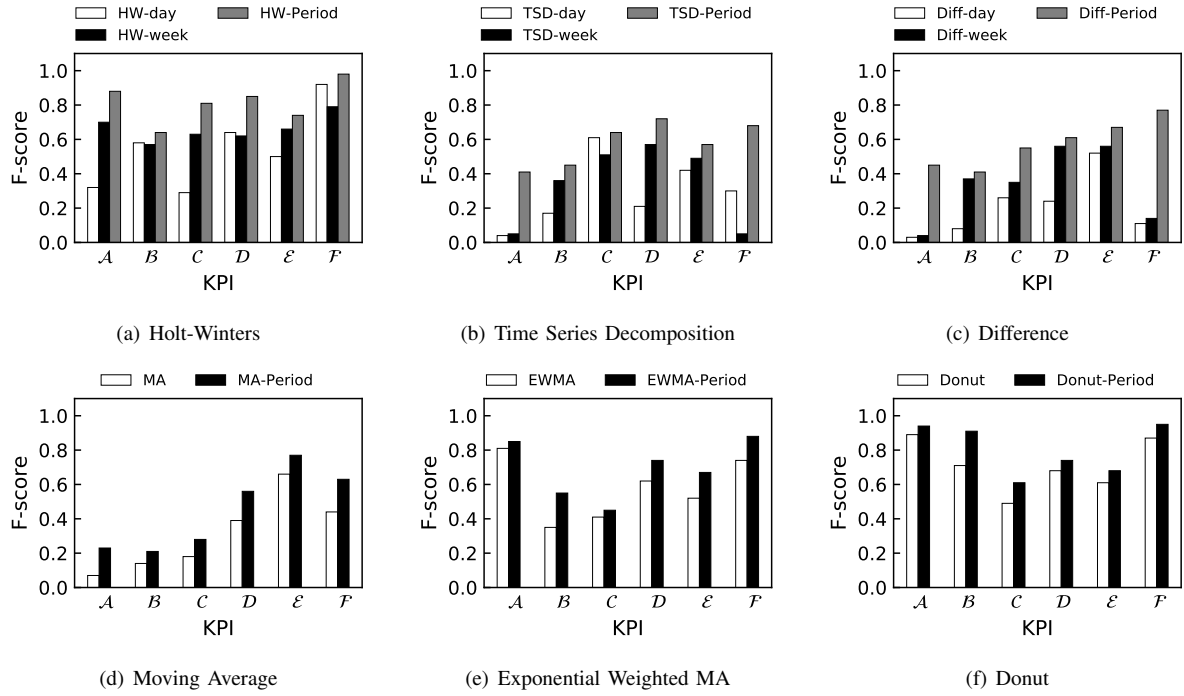 HW-day HW-Period
HW-week
F-score
1.0
0.8
0.6
0.4
0.2
0.0
𝒜 ℬ 𝒞 𝒟 ℰ ℱ
KPI
(a) Holt-Winters
TSD-day TSD-Period
TSD-week
F-score
1.0
0.8
0.6
0.4
0.2
0.0
𝒜 ℬ 𝒞 𝒟 ℰ ℱ
KPI
(b) Time Series Decomposition
Diff-day Diff-Period
Diff-week
F-score
1.0
0.8
0.6
0.4
0.2
0.0
𝒜 ℬ 𝒞 𝒟 ℰ ℱ
KPI
(c) Difference
MA MA-Period
F-score
1.0
0.8
0.6
0.4
0.2
0.0
𝒜 ℬ 𝒞 𝒟 ℰ ℱ
KPI
(d) Moving Average
EWMA EWMA-Period
F-score
1.0
0.8
0.6
0.4
0.2
0.0
𝒜 ℬ 𝒞 𝒟 ℰ ℱ
KPI
(e) Exponential Weighted MA
Donut Donut-Period
F-score
1.0
0.8
0.6
0.4
0.2
0.0
𝒜 ℬ 𝒞 𝒟 ℰ ℱ
KPI
(f) Donut